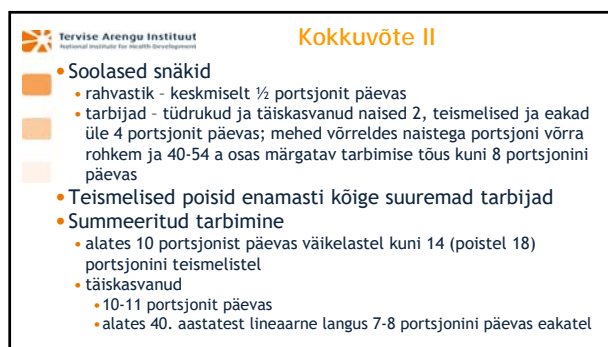 Tervise Arengu Instituut
National Institute for Health Development
Kokkuvõte II
• Soolased snäkid
• rahvastik – keskmiselt ½ portsjonit päevas
• tarbijad – tüdrukud ja täiskasvanud naised 2, teismelised ja eakad
üle 4 portsjonit päevas; mehed võrreldes naistega portsjoni võrra
rohkem ja 40-54 a osas märgatav tarbimise tõus kuni 8 portsjonini
päevas
• Teismelised poisid enamasti kõige suuremad tarbijad
• Summeeritud tarbimine
• alates 10 portsjonist päevas väikelastel kuni 14 (poistel 18)
portsjonini teismelistel
• täiskasvanud
• 10-11 portsjonit päevas
• alates 40. aastatest lineaarne langus 7-8 portsjonini päevas eakatel